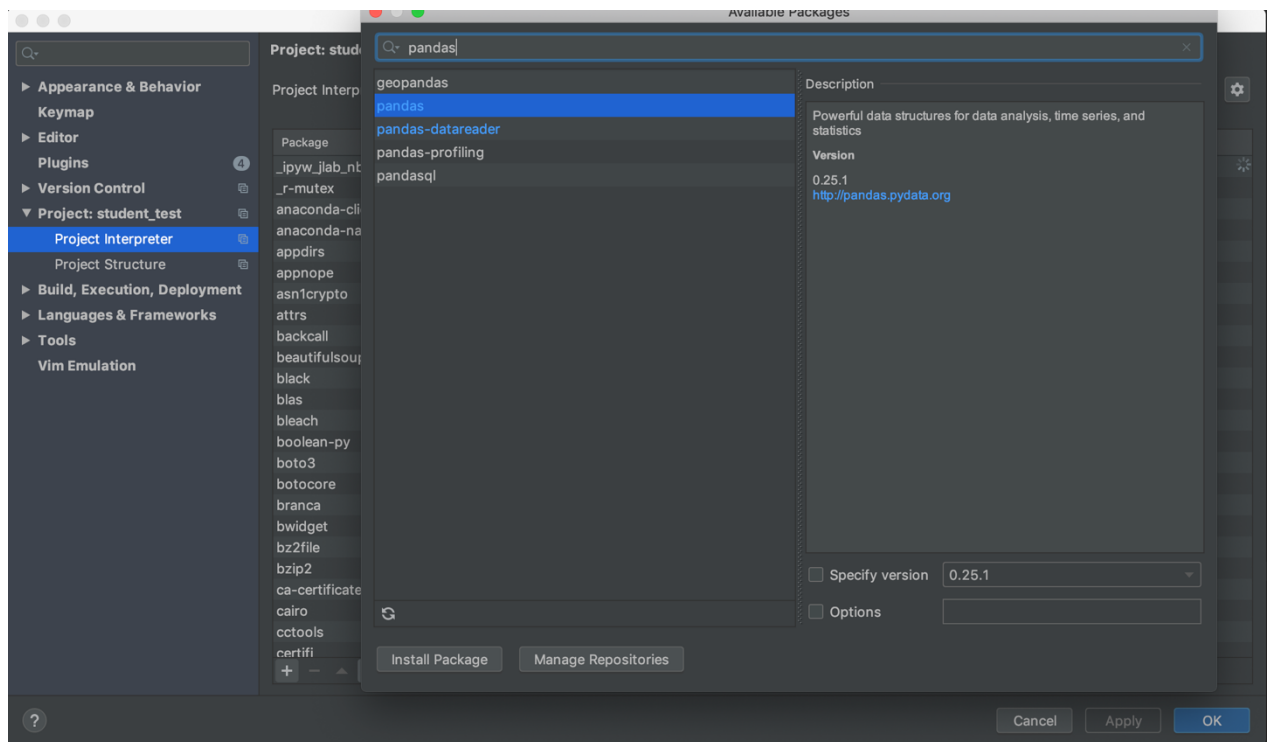 Available Packages
Project: stud
pandas
Appearance & Behavior
Keymap
Editor
Plugins 4
Version Control
Project: student_test
Project Interpreter
Project Structure
Build, Execution, Deployment
Languages & Frameworks
Tools
Vim Emulation
Project Interp
Package
_ipyw_jlab_nb
_r-mutex
anaconda-cli
anaconda-na
appdirs
appnope
asn1crypto
attrs
backcall
beautifulsoup
black
blas
bleach
boolean-py
boto3
botocore
branca
bwidget
bz2file
bzip2
ca-certificate
cairo
cctools
certifi
geopandas
pandas
pandas-datareader
pandas-profiling
pandasql
Description
Powerful data structures for data analysis, time series, and
statistics
Version
0.25.1
http://pandas.pydata.org
Specify version 0.25.1
Options
Install Package Manage Repositories
? Cancel Apply OK